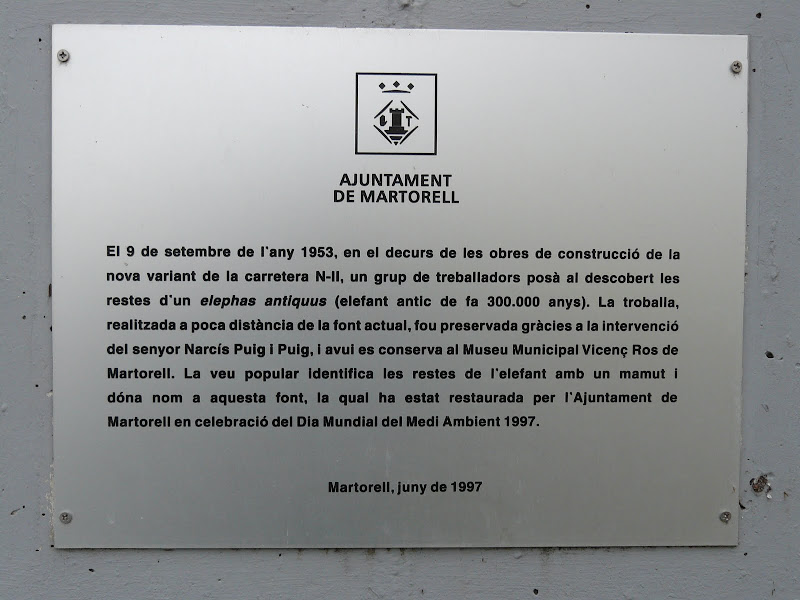 AJUNTAMENT
DE MARTORELL
El 9 de setembre de l'any 1953, en el decurs de les obres de construcció de la
nova variant de la carretera N-II, un grup de treballadors posà al descobert les
restes d'un elephas antiquus (elefant antic de fa 300.000 anys). La troballa,
realitzada a poca distància de la font actual, fou preservada gràcies a la intervenció
del senyor Narcís Puig i Puig, i avui es conserva al Museu Municipal Vicenç Ros de
Martorell. La veu popular identifica les restes de l'elefant amb un mamut i
dóna nom a aquesta font, la qual ha estat restaurada per l'Ajuntament de
Martorell en celebració del Dia Mundial del Medi Ambient 1997.
Martorell, juny de 1997